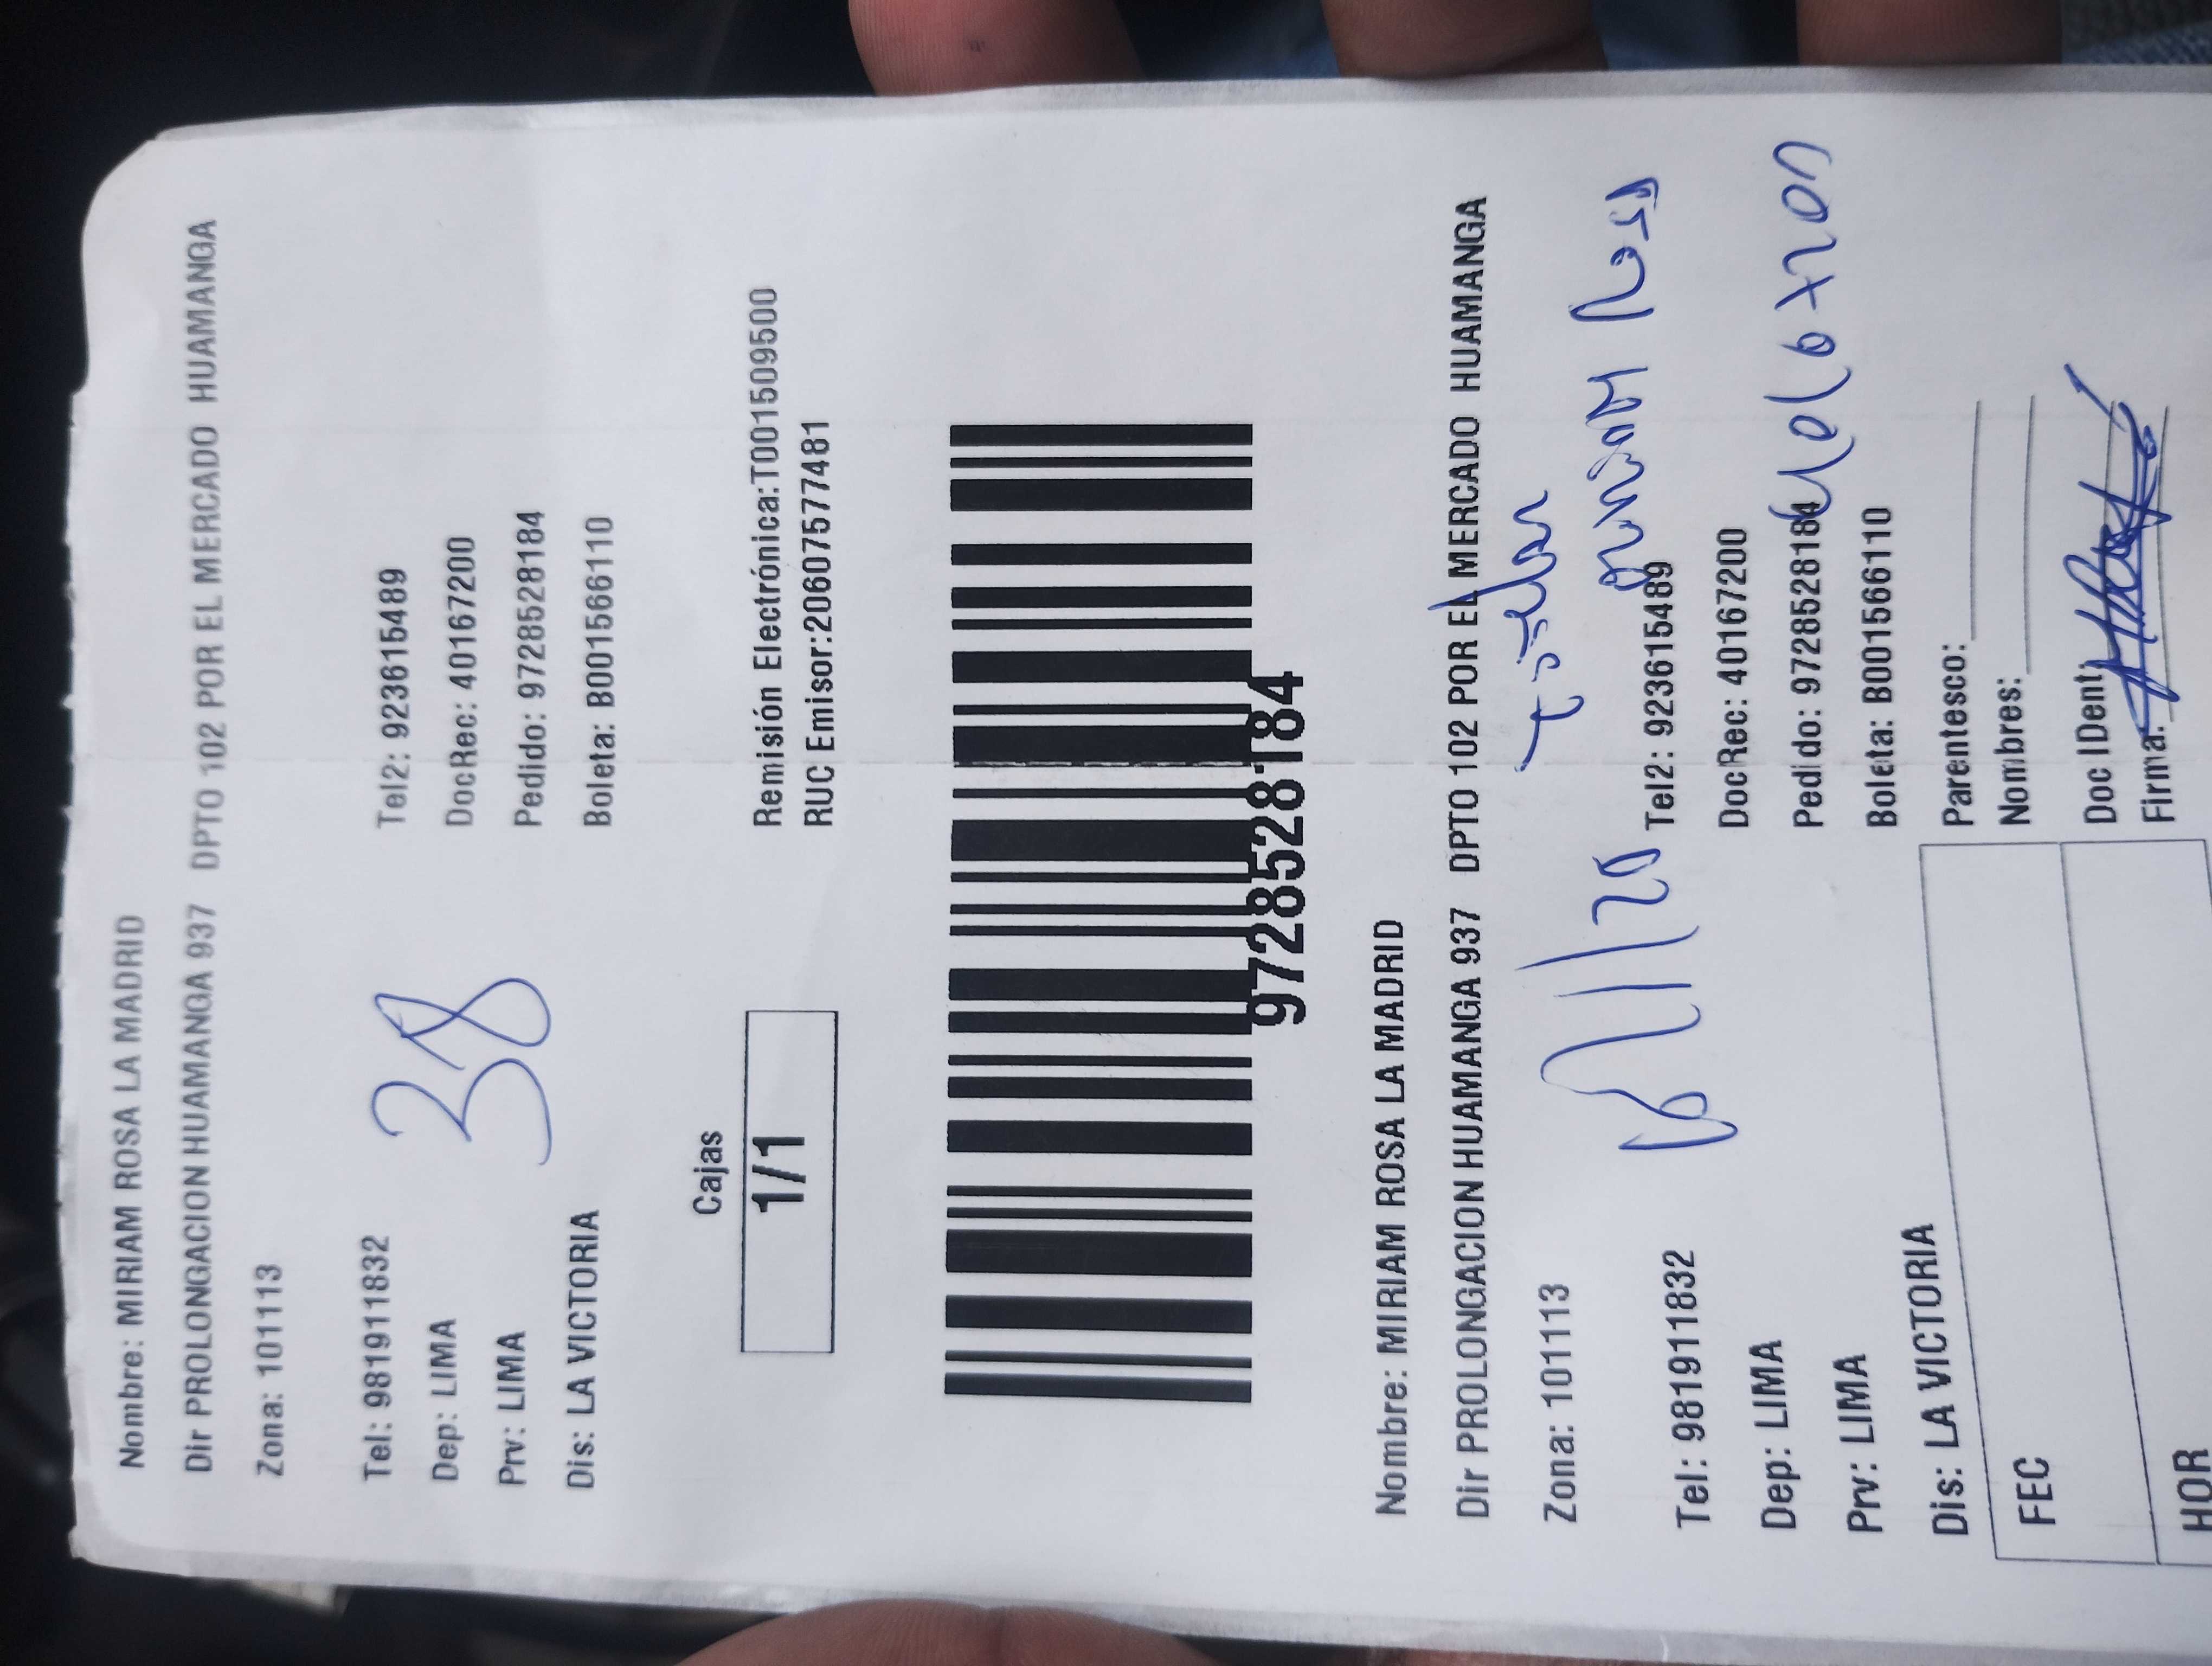 Nombre: MIRIAM ROSA LA MADRID
Dir PROLONGACION HUAMANGA 937 DPTO 102 POR EL MERCADO HUAMANGA
Zona: 101113
Tel: 981911832 Tel2: 923615489
Dep: LIMA DocRec: 40167200
Prv: LIMA Pedido: 9728528184
Dis: LA VICTORIA Boleta: B001566110
38
Cajas
1/1
Remisión Electrónica:T001509500
RUC Emisor:20607577481
9728528184
Nombre: MIRIAM ROSA LA MADRID
Dir PROLONGACION HUAMANGA 937 DPTO 102 POR EL MERCADO HUAMANGA
Zona: 101113
Tel: 981911832 Tel2: 923615489
Dep: LIMA DocRec: 40167200
Prv: LIMA Pedido: 9728528184
Dis: LA VICTORIA Boleta: B001566110
FEC
HOR
Parentesco:
Nombres:
Doc IDent:
Firma: